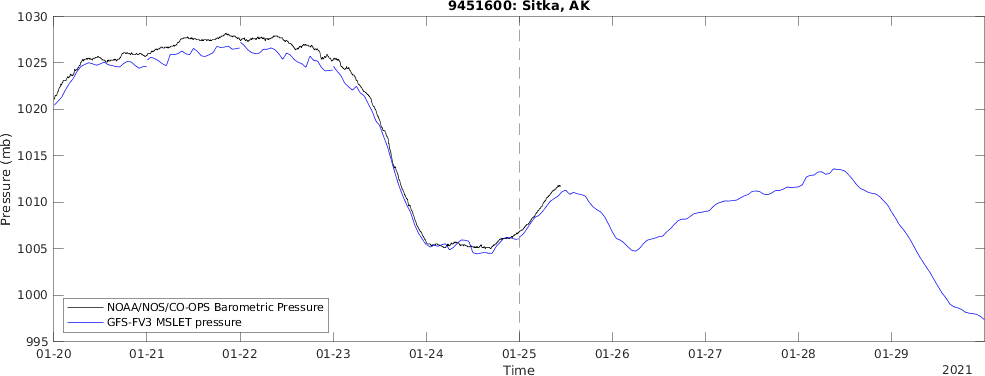 9451600: Sitka, AK
1030
1025
1020
1015
1010
1005
1000
995
Pressure (mb)
NOAA/NOS/CO-OPS Barometric Pressure
GFS-FV3 MSLET pressure
01-20 01-21 01-22 01-23 01-24 01-25 01-26 01-27 01-28 01-29
Time
2021